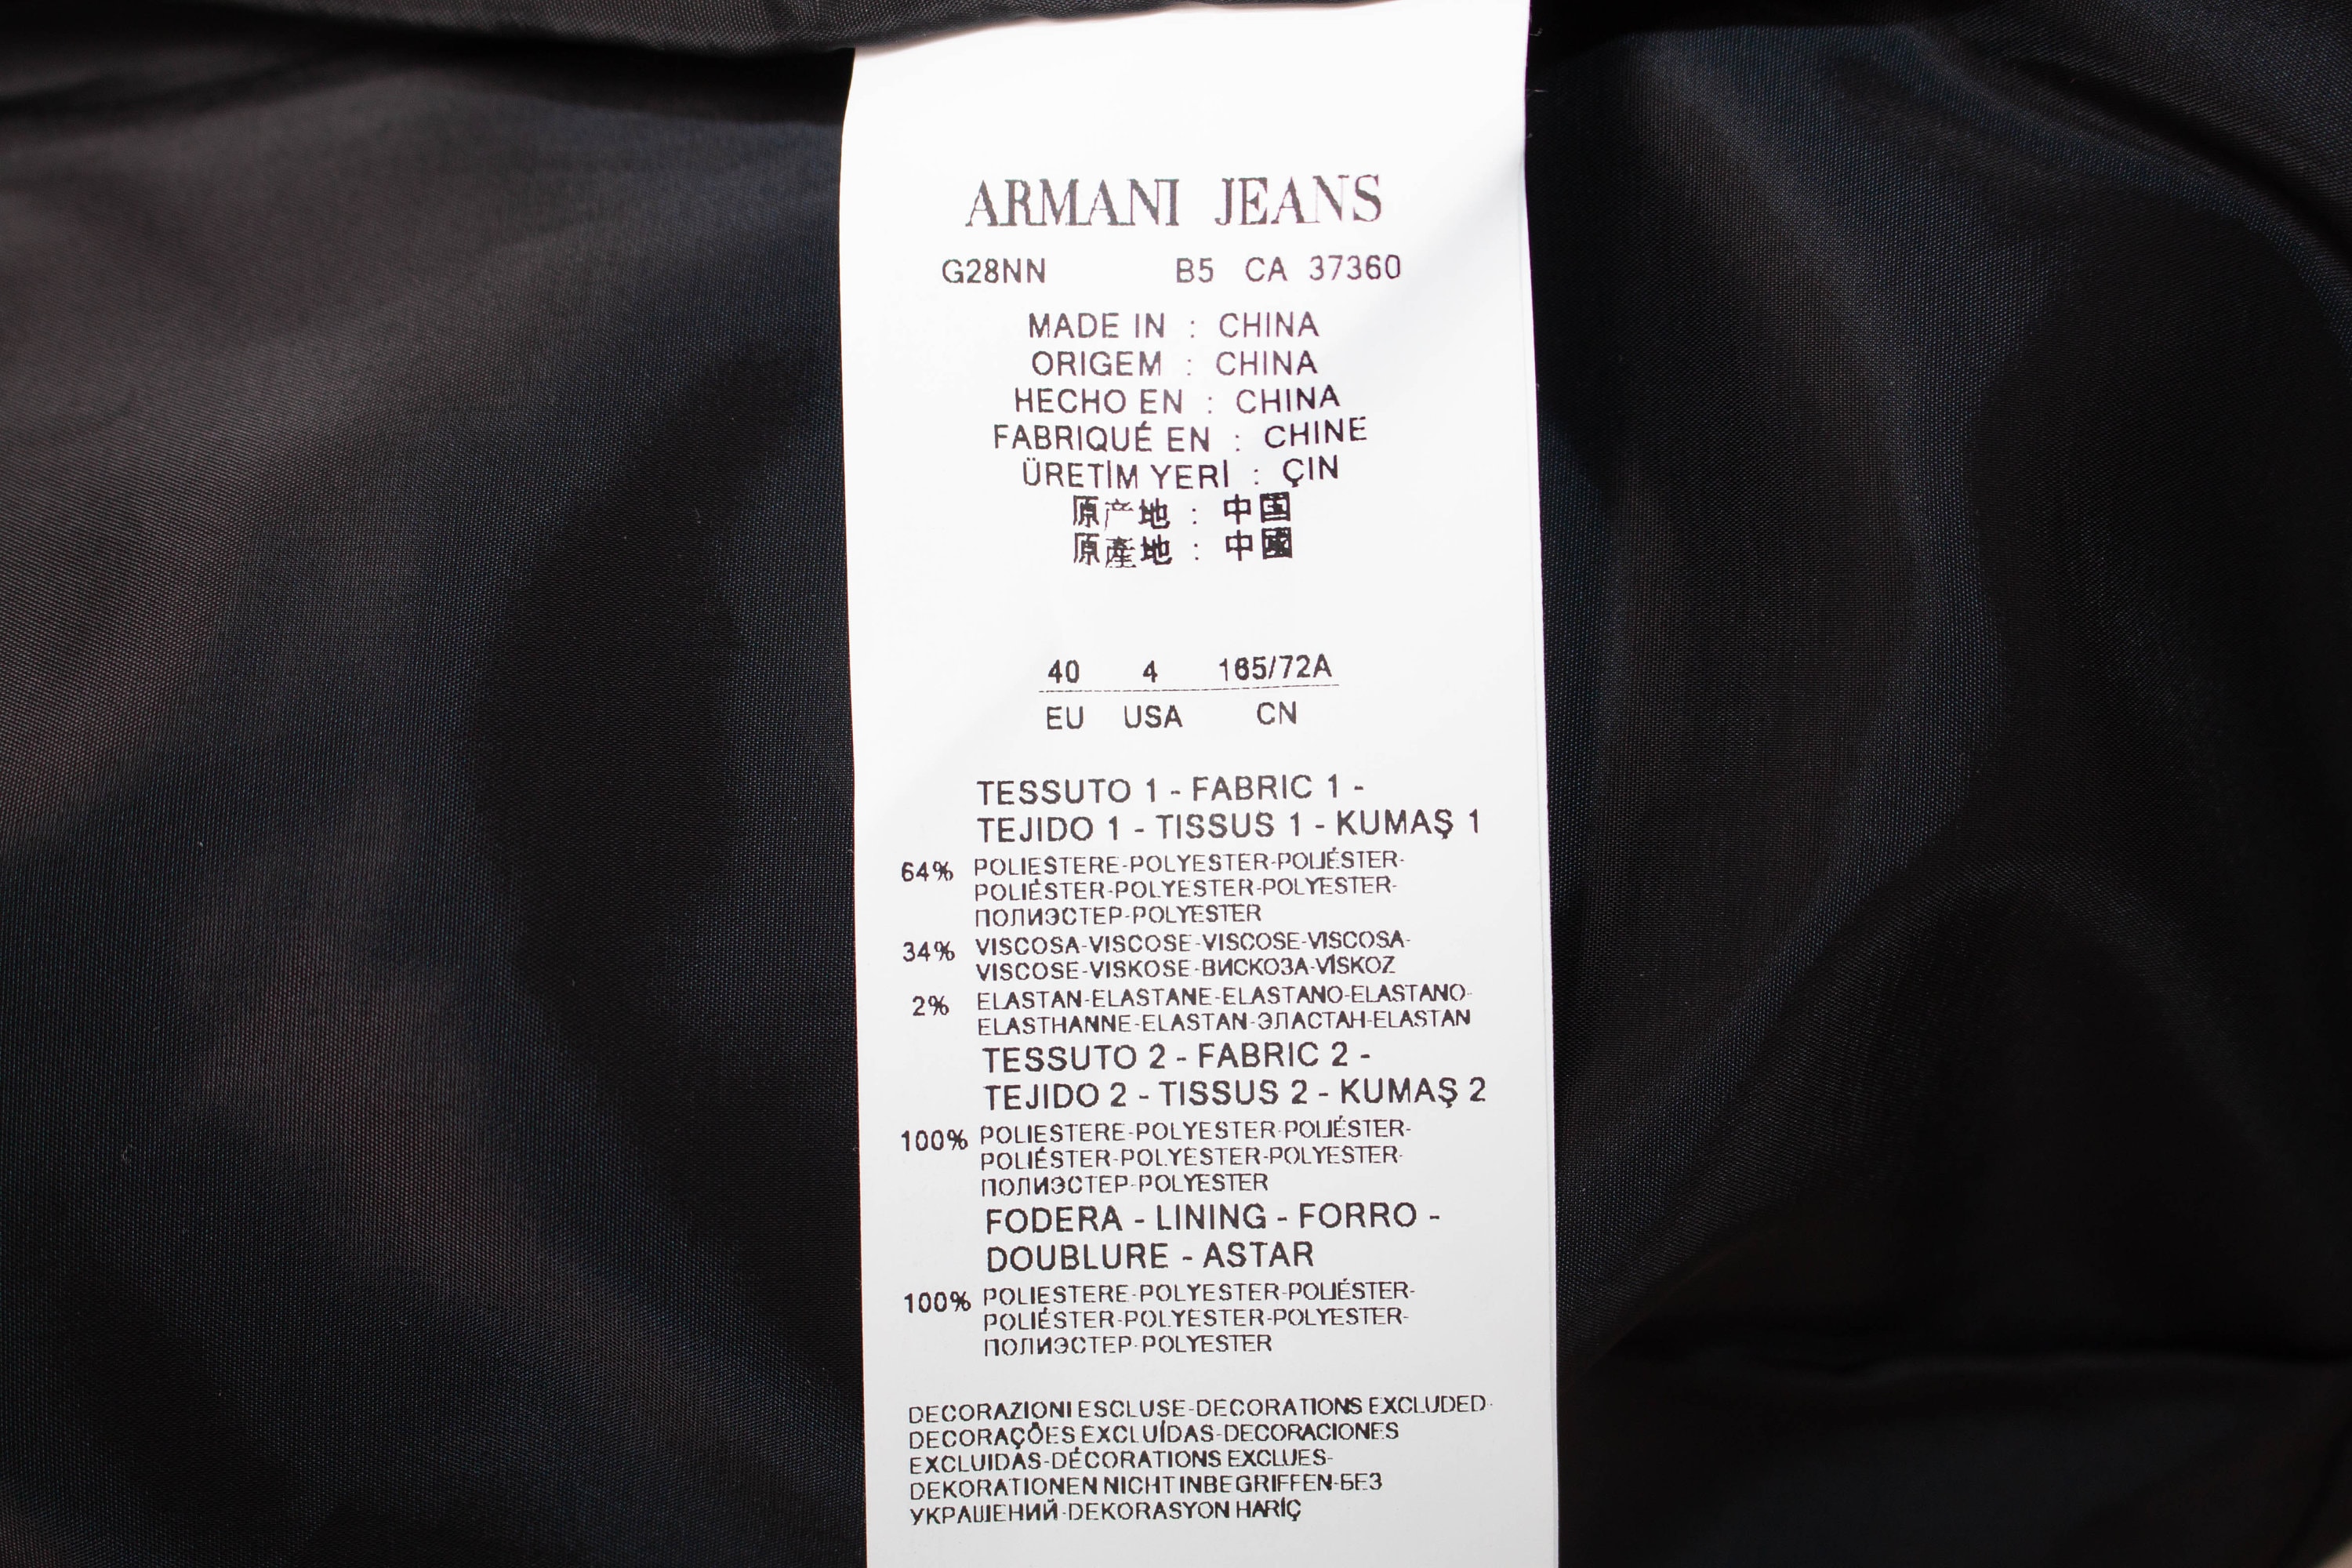 ARMANI JEANS
G28NN B5 CA 37360
MADE IN : CHINA
ORIGEM : CHINA
HECHO EN : CHINA
FABRIQUÉ EN : CHINE
ÜRETİM YERİ : ÇIN
原产地 : 中国
原產地 : 中國
40 4 165/72A
EU USA CN
TESSUTO 1 - FABRIC 1 -
TEJIDO 1 - TISSUS 1 - KUMAŞ 1
64% POLIESTERE-POLYESTER-POLIÉSTER-
POLIÉSTER-POLYESTER-POLYESTER-
ПОЛИЭСТЕР-POLYESTER
34% VISCOSA-VISCOSE-VISCOSE-VISCOSA-
VISCOSE-VISKOSE-ВИСКОЗА-VİSKOZ
2% ELASTAN-ELASTANE-ELASTANO-ELASTANO-
ELASTHANNE-ELASTAN-ЭЛАСТАН-ELASTAN
TESSUTO 2 - FABRIC 2 -
TEJIDO 2 - TISSUS 2 - KUMAŞ 2
100% POLIESTERE-POLYESTER-POLIÉSTER-
POLIÉSTER-POLYESTER-POLYESTER-
ПОЛИЭСТЕР-POLYESTER
FODERA - LINING - FORRO -
DOUBLURE - ASTAR
100% POLIESTERE-POLYESTER-POLIÉSTER-
POLIÉSTER-POLYESTER-POLYESTER-
ПОЛИЭСТЕР-POLYESTER
DECORAZIONI ESCLUSE-DECORATIONS EXCLUDED-
DECORAÇÕES EXCLUÍDAS-DECORACIONES
EXCLUIDAS-DÉCORATIONS EXCLUES-
DEKORATIONEN NICHT INBEGRIFFEN-БЕЗ
УКРАШЕНИЙ-DEKORASYON HARİÇ